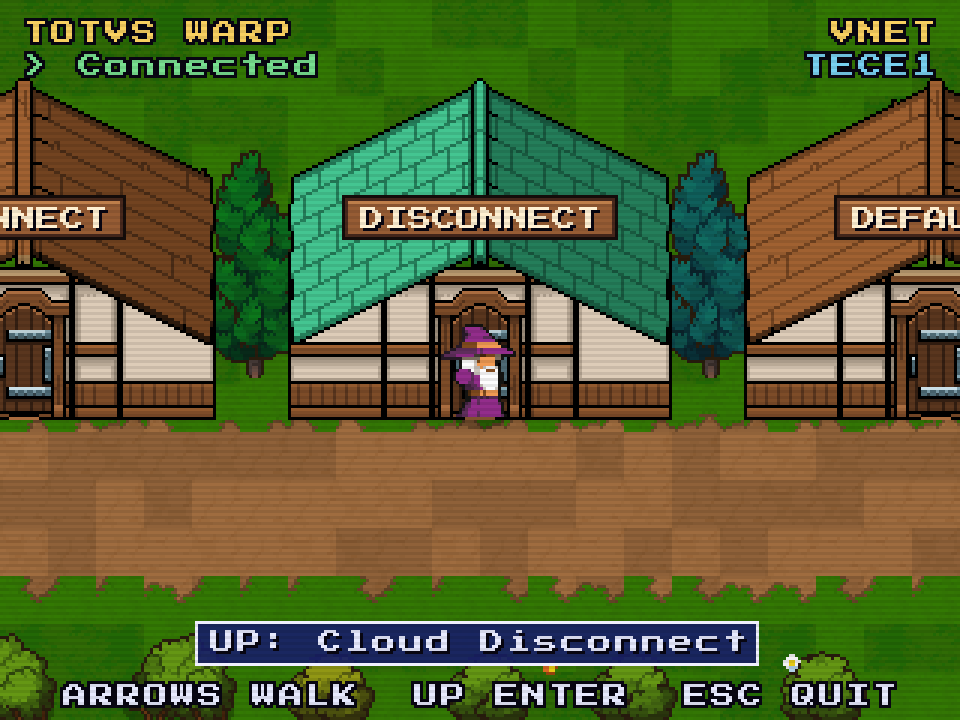 TOTVS WARP
VNET
> Connected
TECE1
NNECT
DISCONNECT
DEFAU
UP: Cloud Disconnect
ARROWS WALK UP ENTER ESC QUIT